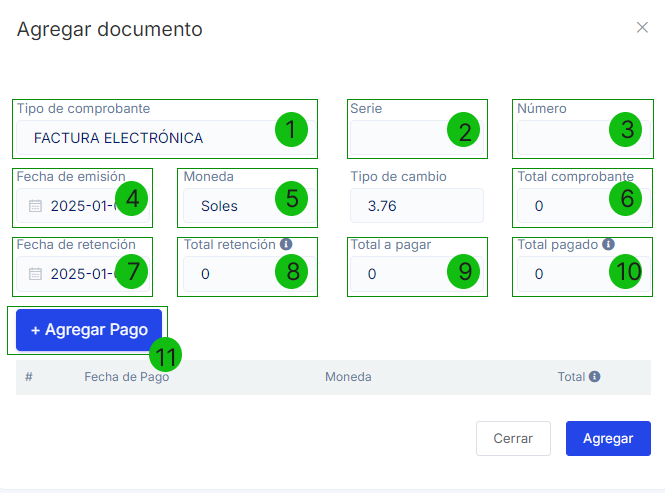 Agregar documento
Tipo de comprobante
Serie
Número
FACTURA ELECTRÓNICA
1
2
3
Fecha de emisión
Moneda
Tipo de cambio
Total comprobante
2025-01-
4
Soles
5
3.76
0
6
Fecha de retención
Total retención
Total a pagar
Total pagado
2025-01-
7
0
8
0
9
0
10
+ Agregar Pago
11
#
Fecha de Pago
Moneda
Total
Cerrar
Agregar